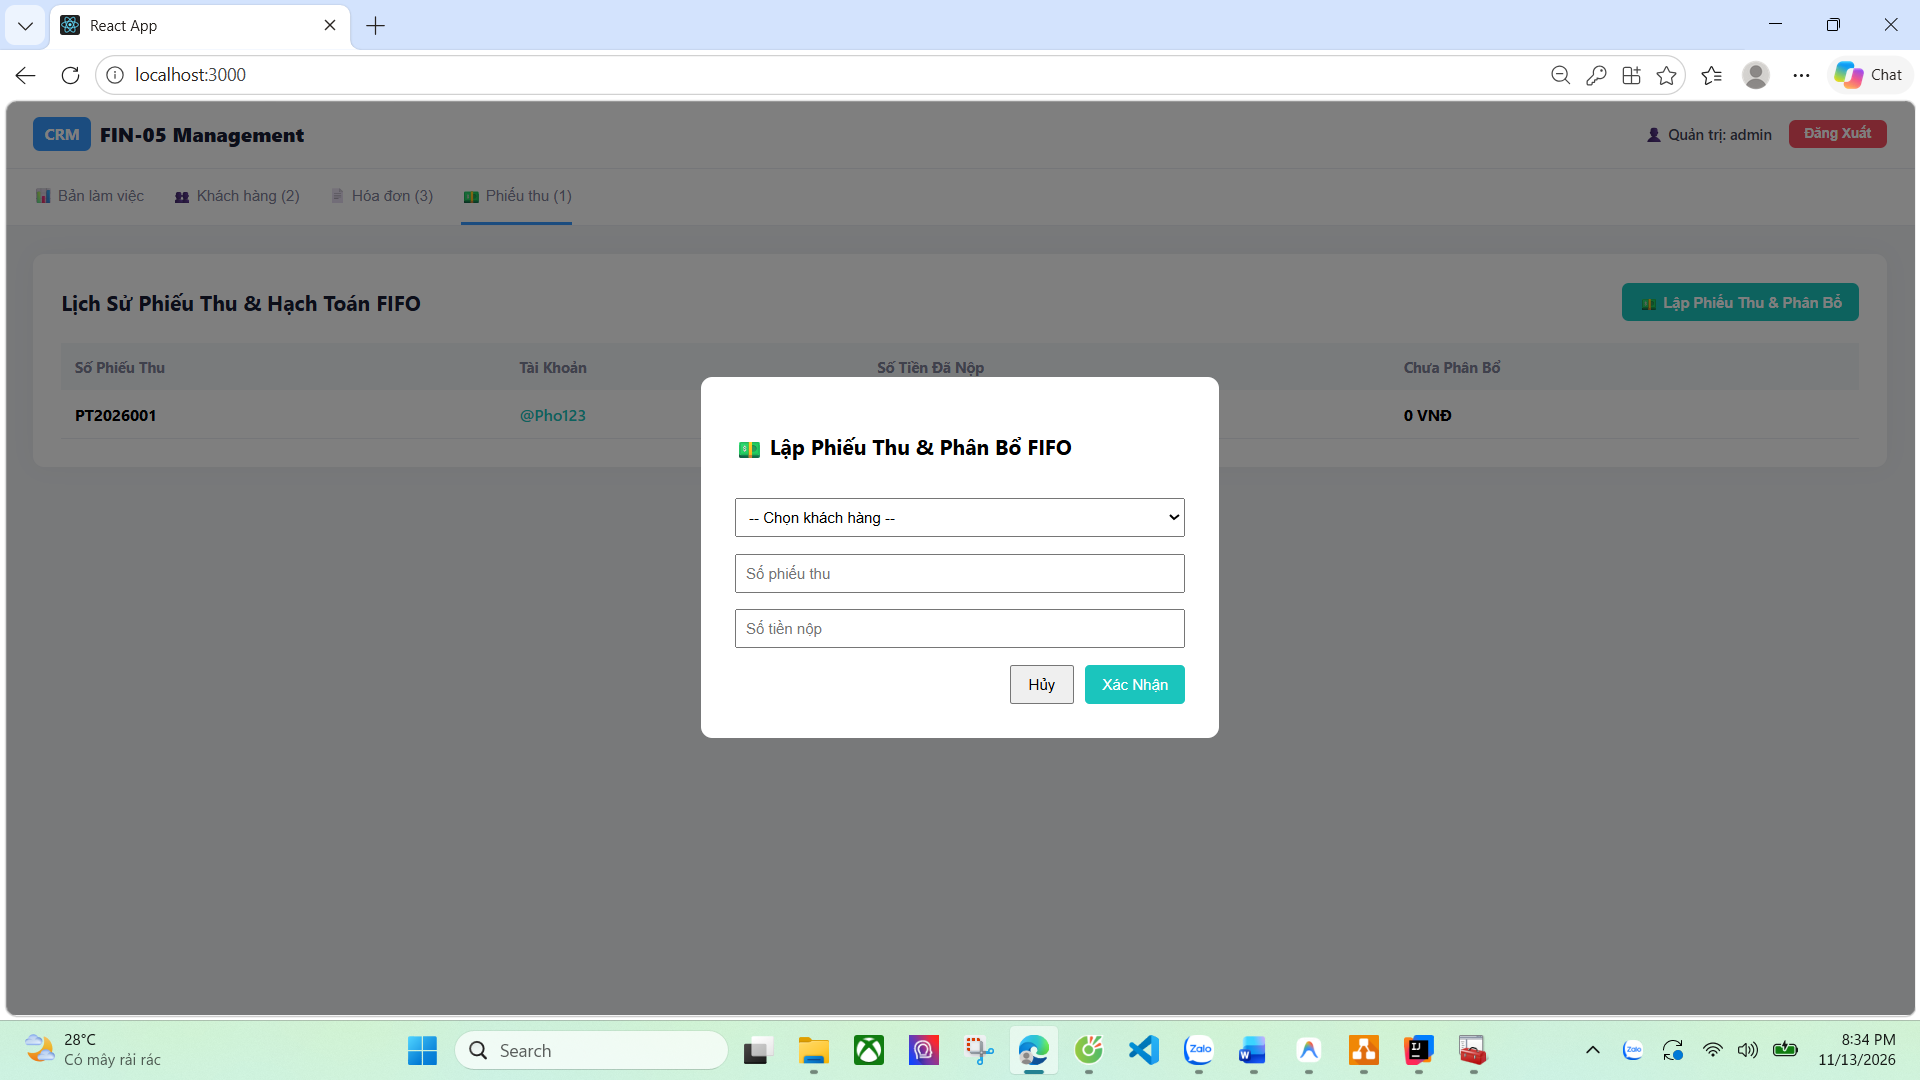 React App
localhost:3000
Chat
CRM FIN-05 Management
Quản trị: admin
Đăng Xuất
Bản làm việc
Khách hàng (2)
Hóa đơn (3)
Phiếu thu (1)
Lịch Sử Phiếu Thu & Hạch Toán FIFO
Lập Phiếu Thu & Phân Bổ
Số Phiếu Thu
Tài Khoản
Số Tiền Đã Nộp
Chưa Phân Bổ
PT2026001
@Pho123
0 VNĐ
Lập Phiếu Thu & Phân Bổ FIFO
-- Chọn khách hàng --
Số phiếu thu
Số tiền nộp
Hủy
Xác Nhận
28°C
Có mây rải rác
Search
Zalo
W
IJ
Zalo
8:34 PM
11/13/2026